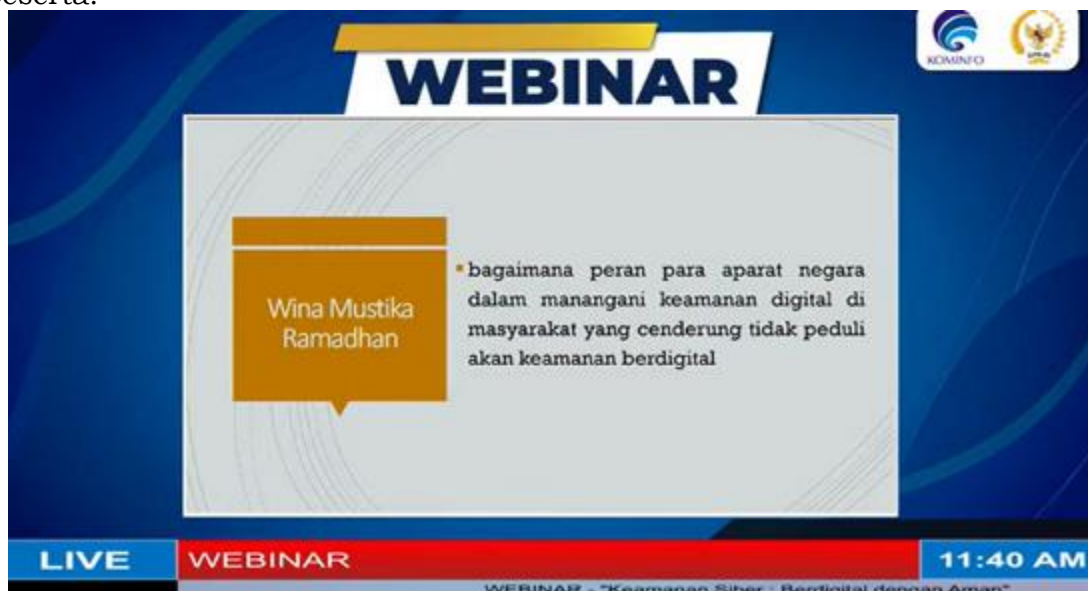 WEBINAR
KOMINFO
Wina Mustika
Ramadhan
bagaimana peran para aparat negara
dalam manangani keamanan digital di
masyarakat yang cenderung tidak peduli
akan keamanan berdigital
LIVE
WEBINAR
11:40 AM
WEBINAR - "Keamanan Siber : Berdigital dengan Aman"